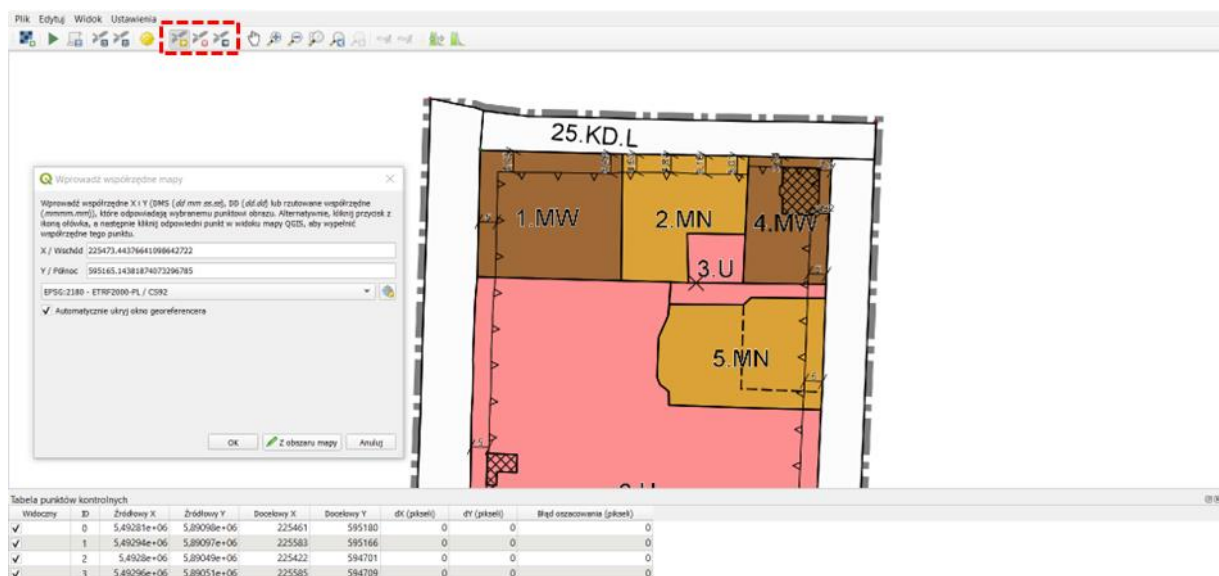 Plik Edytuj Widok Ustawienia
25.KD.L
1.MW
2.MN
4.MW
3.U
5.MN
Wprowadź współrzędne mapy
Wprowadź współrzędne X i Y (DMS (dd mm ss.ss), DD (dd.dd) lub rzutowane współrzędne
(mmmm.mm)), które odpowiadają wybranemu punktowi obrazu. Alternatywnie, kliknij przycisk z
ikoną ołówka, a następnie kliknij odpowiedni punkt w widoku mapy QGIS, aby wypełnić
współrzędne tego punktu.
X / Wschód 225473.44376641098642722
Y / Północ 595165.14381874073296785
EPSG:2180 - ETRF2000-PL / CS92
Automatycznie ukryj okno georeferencera
OK Z obszaru mapy Anuluj
Tabela punktów kontrolnych
Widoczny ID Źródłowy X Źródłowy Y Docelowy X Docelowy Y dX (pikseli) dY (pikseli) Błąd oszacowania (piksek)
0 5,49281e+06 5,89098e+06 225461 595180 0 0 0
1 5,49294e+06 5,89097e+06 225583 595166 0 0 0
2 5,4928e+06 5,89049e+06 225422 594701 0 0 0
3 5,49296e+06 5,89051e+06 225585 594709 0 0 0